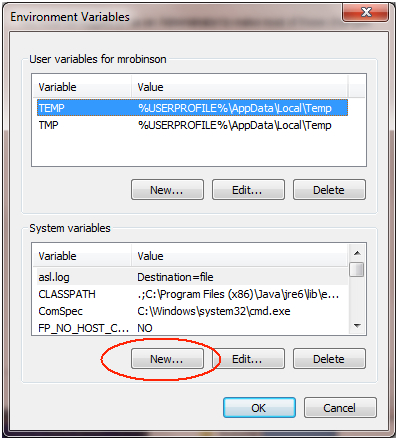 Environment Variables
User variables for mrobinson
Variable Value
TEMP %USERPROFILE%\AppData\Local\Temp
TMP %USERPROFILE%\AppData\Local\Temp
New... Edit... Delete
System variables
Variable Value
asl.log Destination=file
CLASSPATH .;C:\Program Files (x86)\Java\jre6\lib\e...
ComSpec C:\Windows\system32\cmd.exe
FP_NO_HOST_C... NO
New... Edit... Delete
OK Cancel